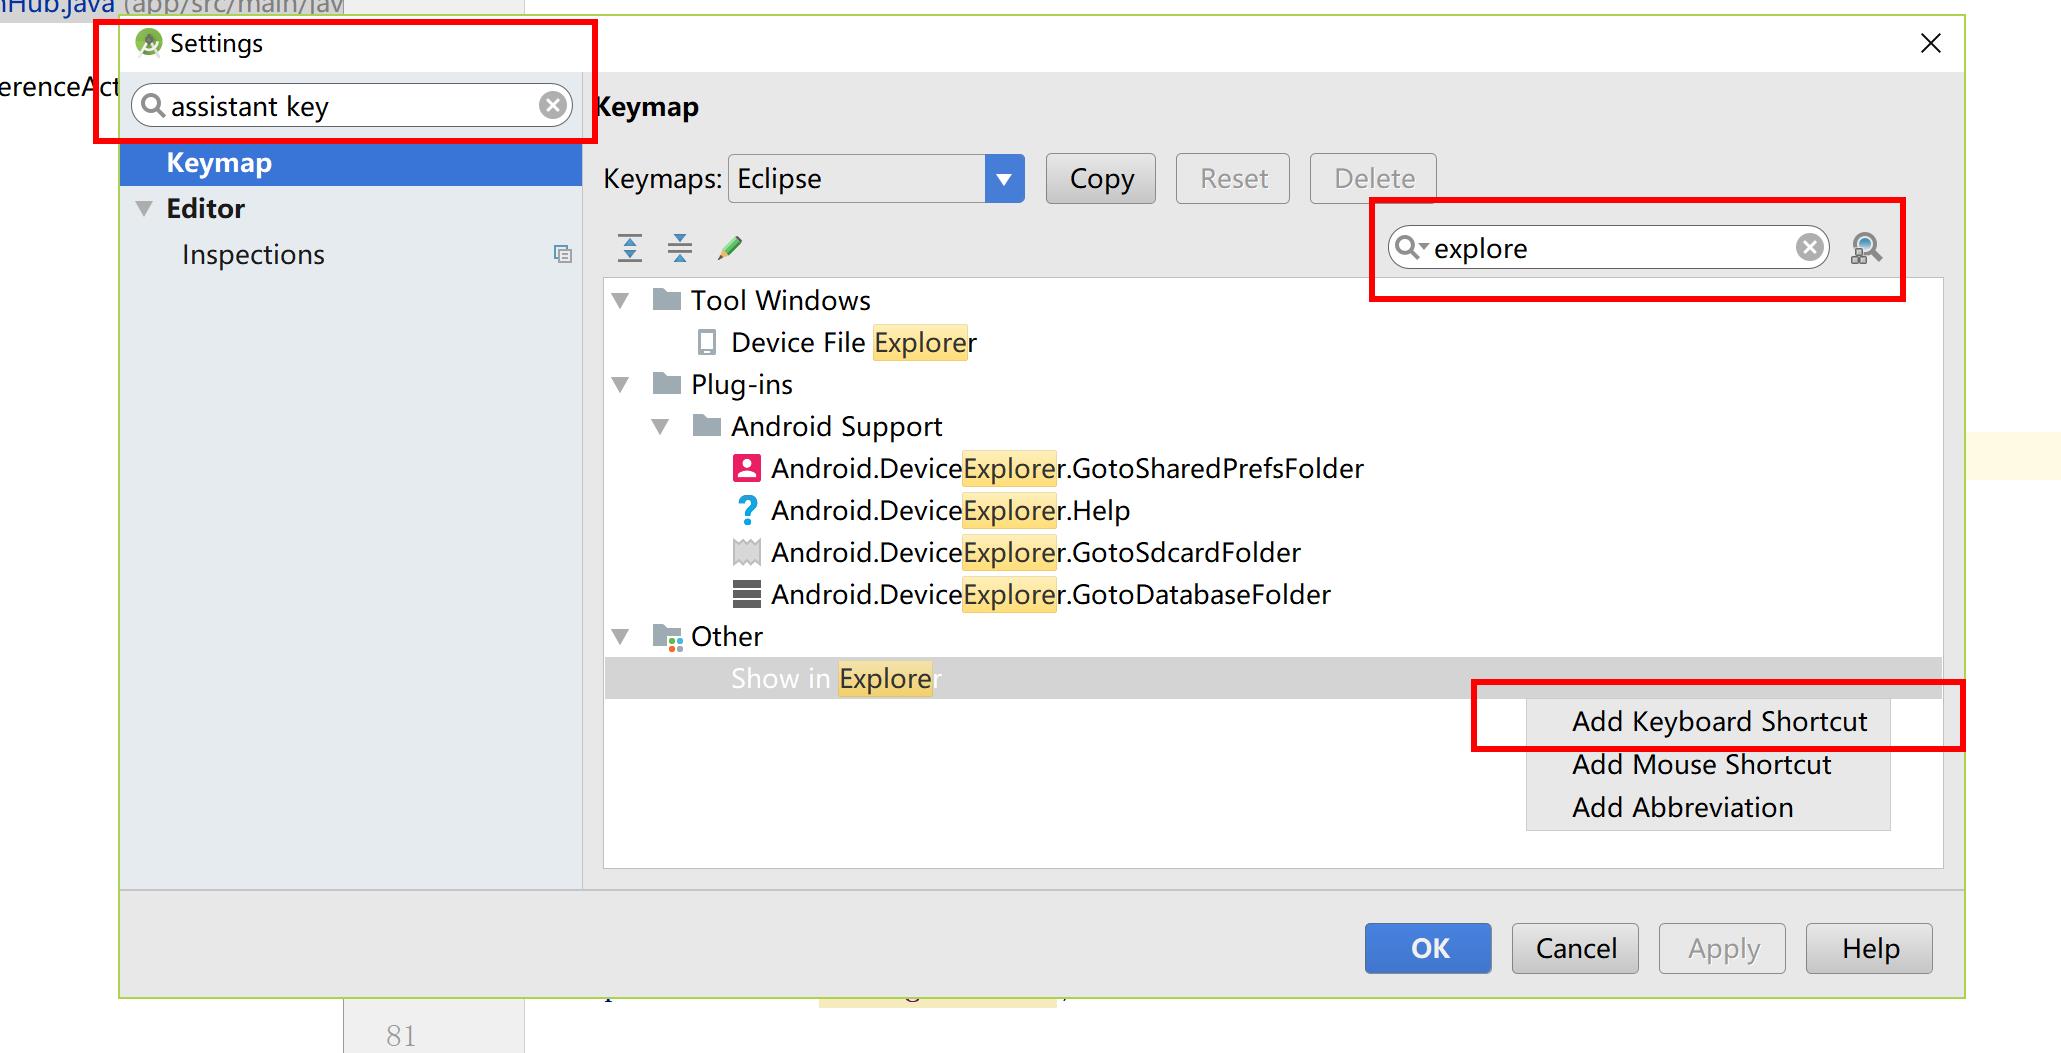 nHub.java (app/src/main/jav
Settings
erenceAct
assistant key
Keymap
Keymap
Editor
Inspections
Keymaps: Eclipse
Copy
Reset
Delete
explore
Tool Windows
Device File Explorer
Plug-ins
Android Support
Android.DeviceExplorer.GotoSharedPrefsFolder
Android.DeviceExplorer.Help
Android.DeviceExplorer.GotoSdcardFolder
Android.DeviceExplorer.GotoDatabaseFolder
Other
Show in Explorer
Add Keyboard Shortcut
Add Mouse Shortcut
Add Abbreviation
OK
Cancel
Apply
Help
81